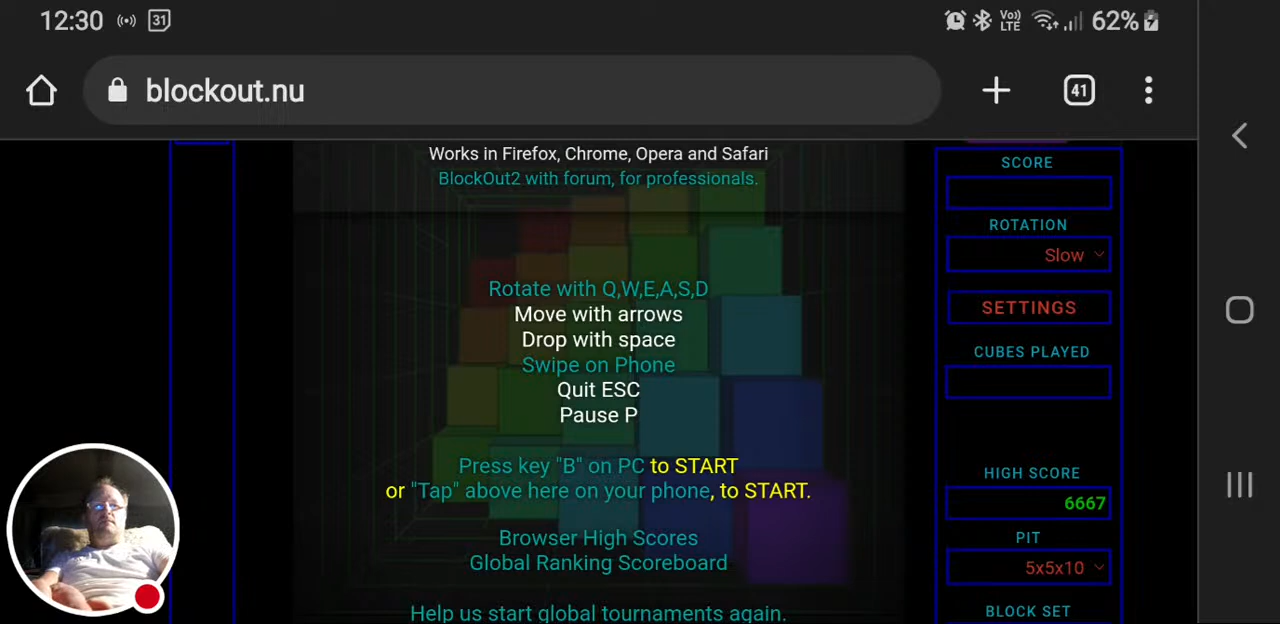 12:30 31 Vo)) LTE 62%
blockout.nu 41
Works in Firefox, Chrome, Opera and Safari
BlockOut2 with forum, for professionals.
Rotate with Q,W,E,A,S,D
Move with arrows
Drop with space
Swipe on Phone
Quit ESC
Pause P
Press key "B" on PC to START
or "Tap" above here on your phone, to START.
Browser High Scores
Global Ranking Scoreboard
Help us start global tournaments again.
SCORE
ROTATION
Slow
SETTINGS
CUBES PLAYED
HIGH SCORE
6667
PIT
5x5x10
BLOCK SET